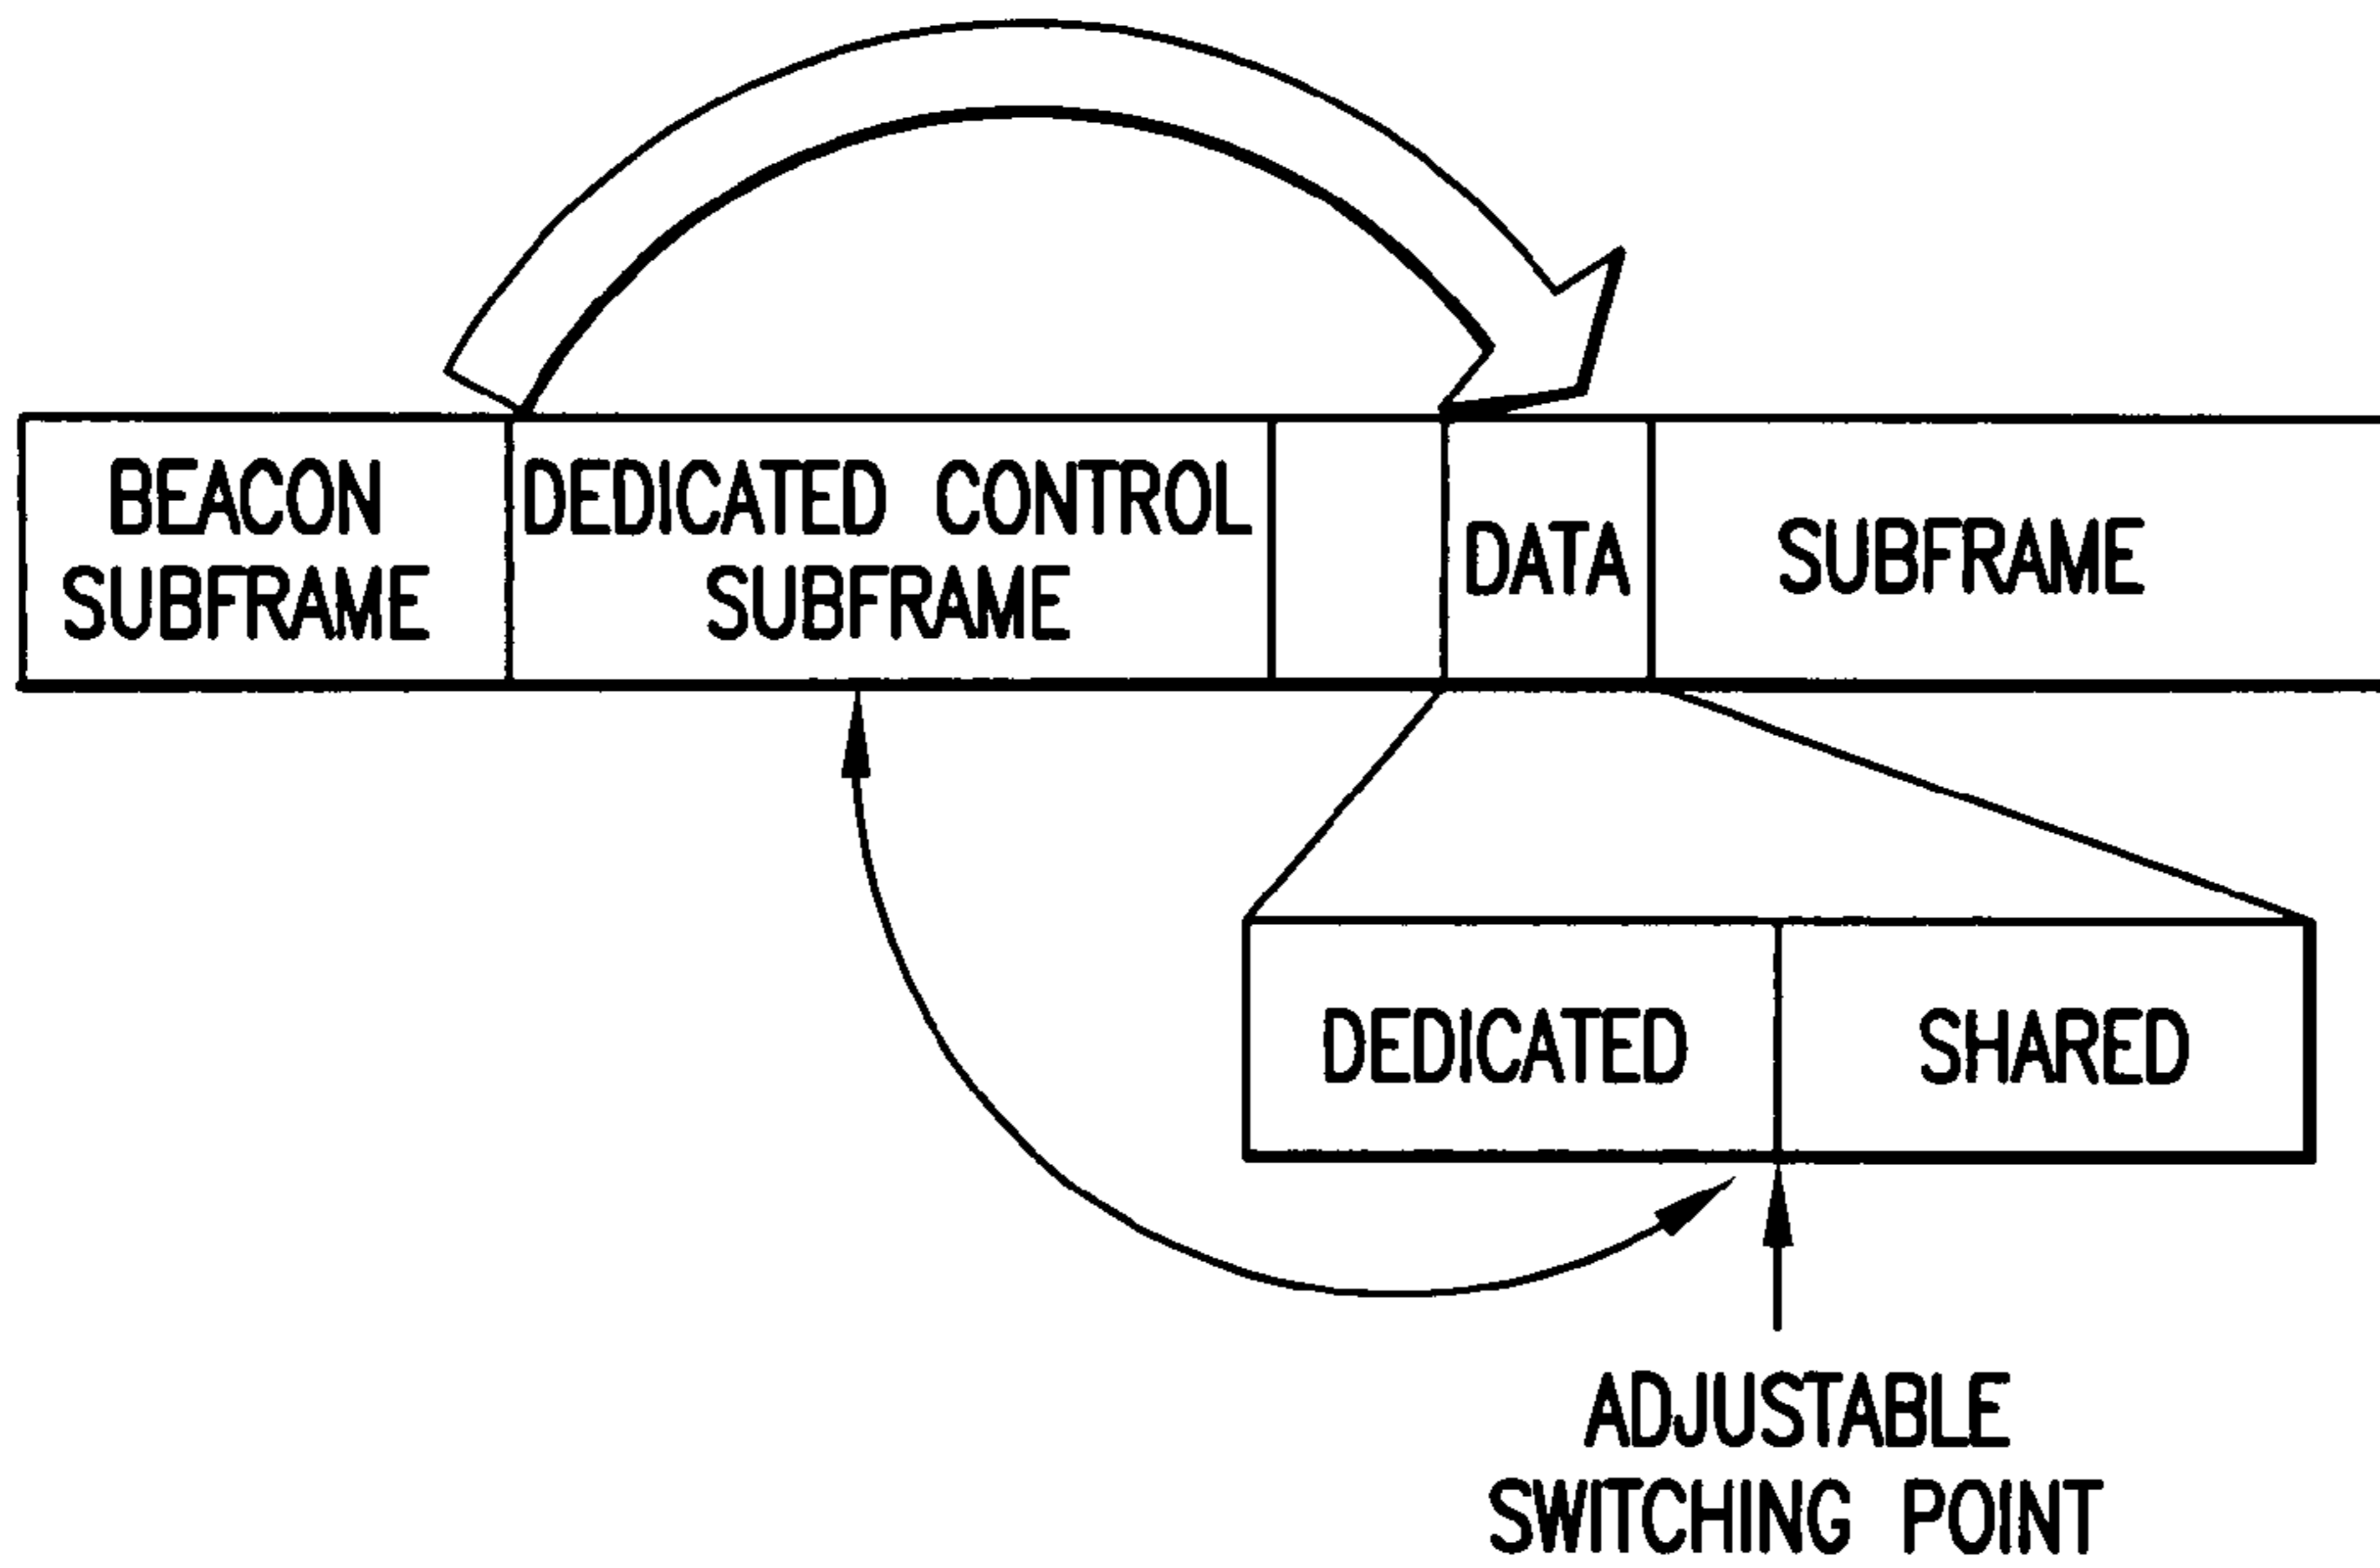 BEACON
SUBFRAME
DEDICATED CONTROL
SUBFRAME
DATA
SUBFRAME
DEDICATED
SHARED
ADJUSTABLE
SWITCHING POINT